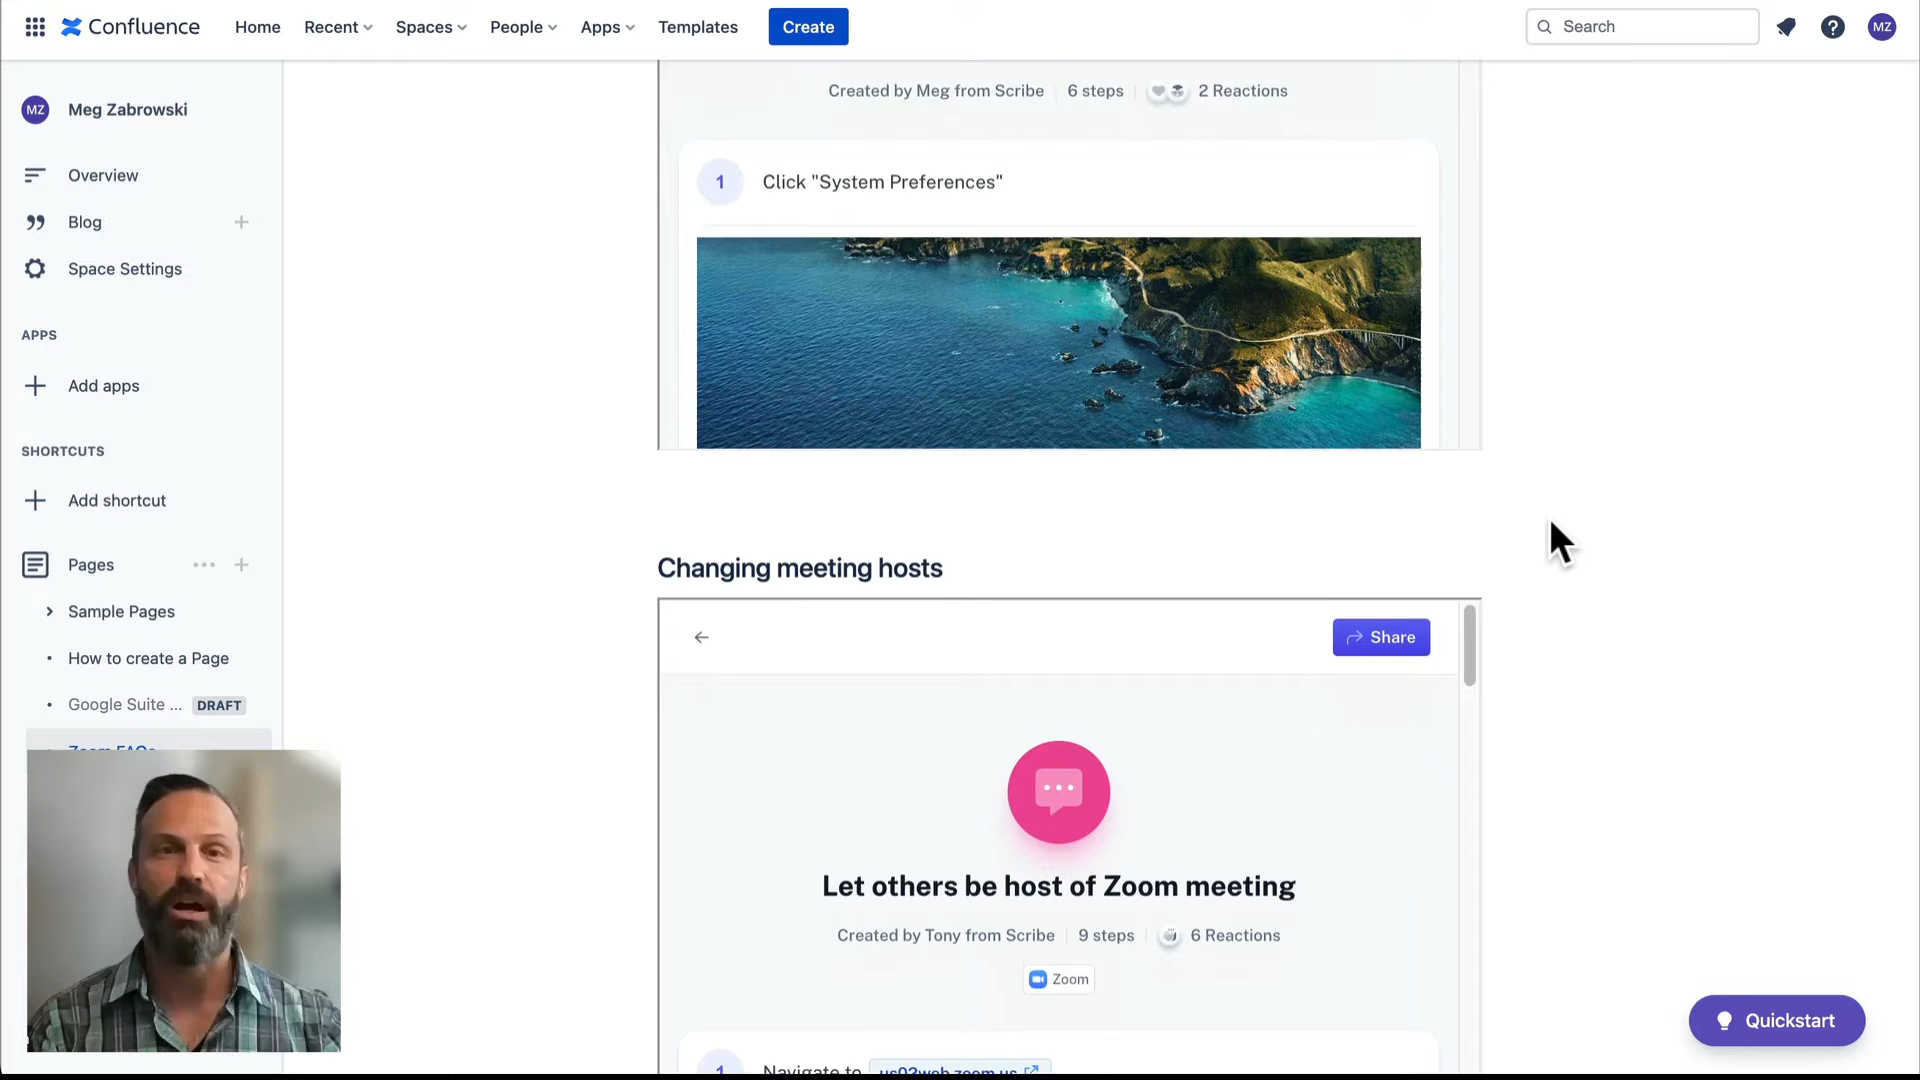 Confluence
Home
Recent
Spaces
People
Apps
Templates
Create
Search
MZ
MZ
Meg Zabrowski
Overview
Blog
Space Settings
APPS
Add apps
SHORTCUTS
Add shortcut
Pages
Sample Pages
How to create a Page
Google Suite ... DRAFT
Zoom FAQs
Created by Meg from Scribe
6 steps
2 Reactions
1
Click "System Preferences"
Changing meeting hosts
Share
Let others be host of Zoom meeting
Created by Tony from Scribe
9 steps
6 Reactions
Zoom
1
Navigate to us02web.zoom.us
Quickstart